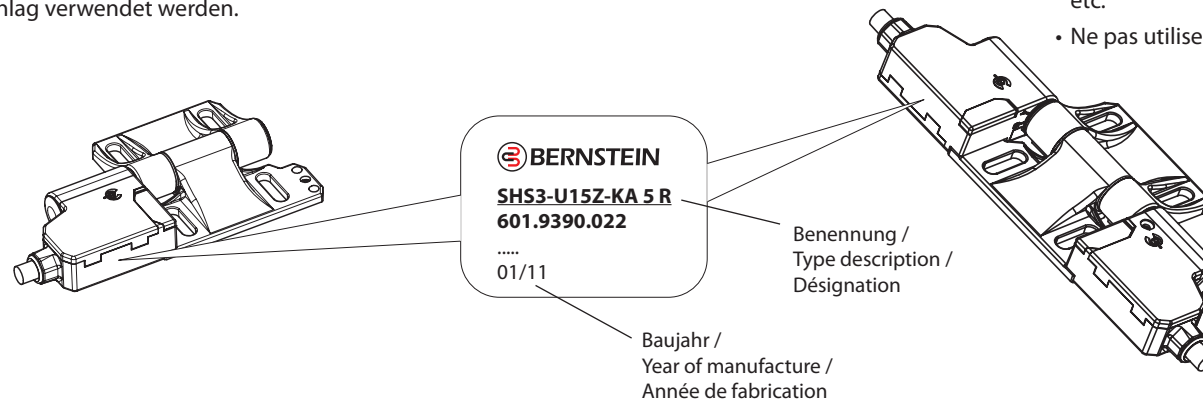 hlag verwendet werden.
etc.
• Ne pas utilise
BERNSTEIN
SHS3-U15Z-KA 5 R
601.9390.022
.....
01/11
Benennung /
Type description /
Désignation
Baujahr /
Year of manufacture /
Année de fabrication